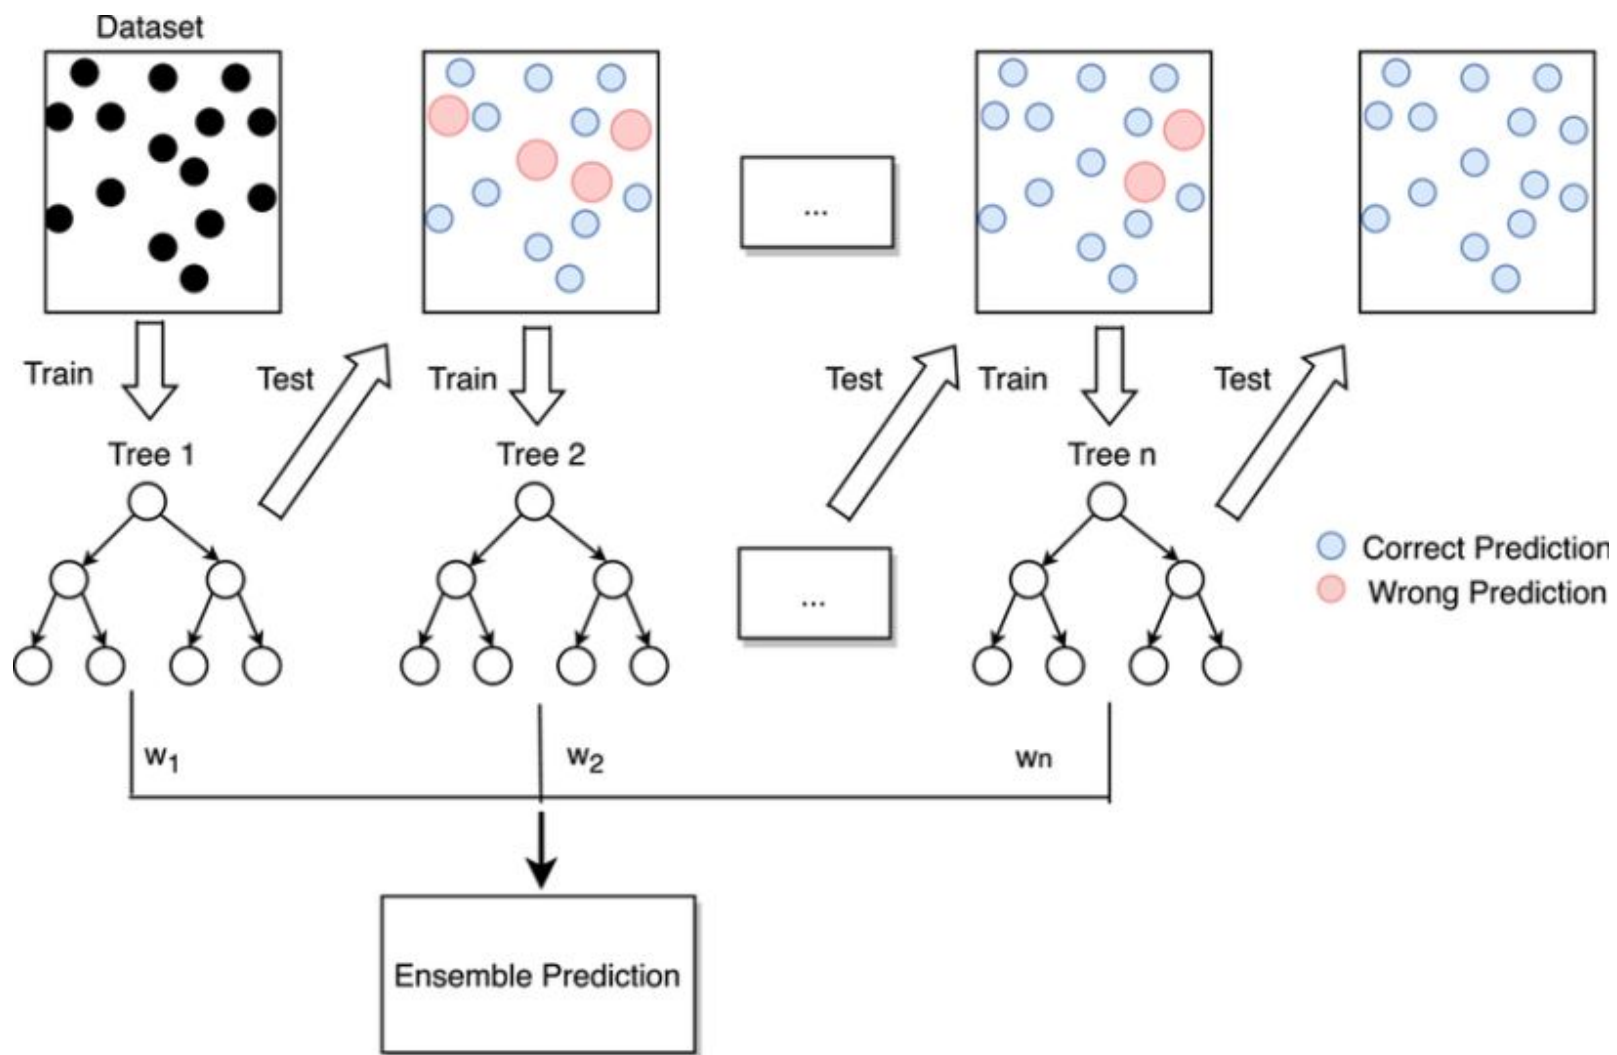 Dataset
...
Train
Test
Train
Test
Train
Test
Tree 1
Tree 2
Tree n
...
Correct Prediction
Wrong Prediction
w1
w2
wn
Ensemble Prediction